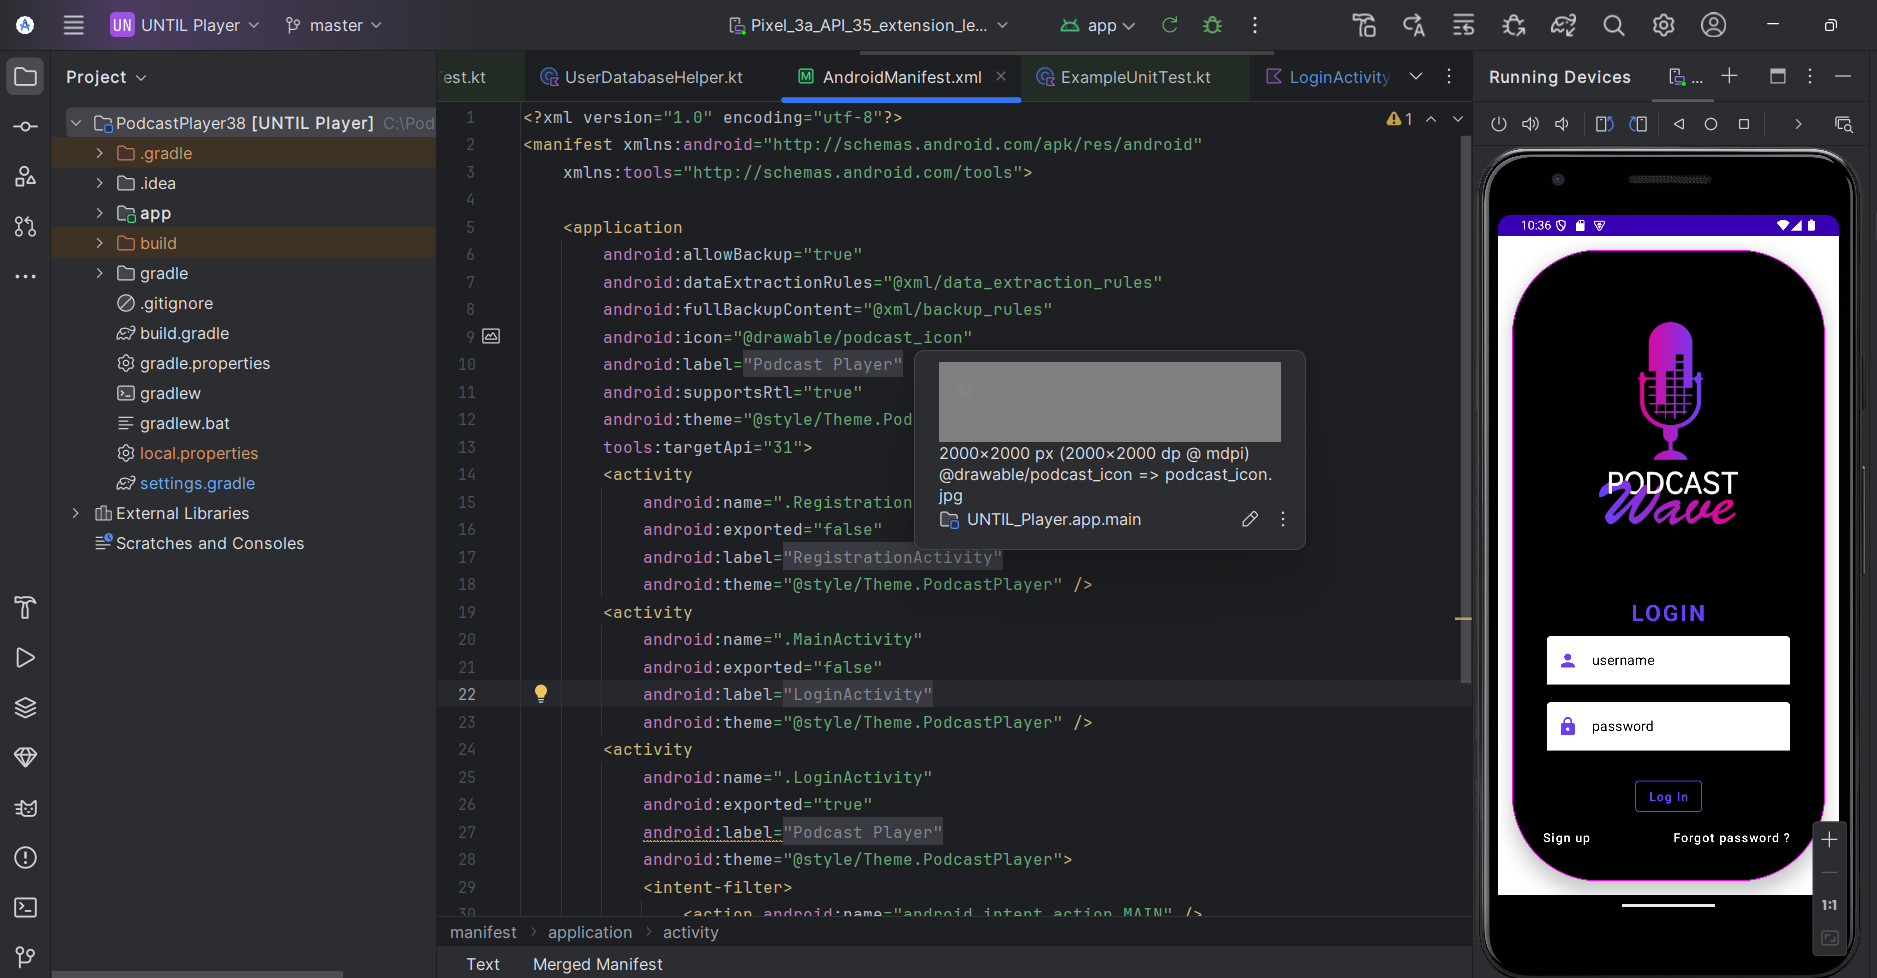 UN UNTIL Player master Pixel_3a_API_35_extension_le... app
Project
est.kt UserDatabaseHelper.kt AndroidManifest.xml ExampleUnitTest.kt LoginActivity
Running Devices ...
PodcastPlayer38 [UNTIL Player] C:\Pod
.gradle
.idea
app
build
gradle
.gitignore
build.gradle
gradle.properties
gradlew
gradlew.bat
local.properties
settings.gradle
External Libraries
Scratches and Consoles
1 <?xml version="1.0" encoding="utf-8"?>
2 <manifest xmlns:android="http://schemas.android.com/apk/res/android"
3 xmlns:tools="http://schemas.android.com/tools">
4
5 <application
6 android:allowBackup="true"
7 android:dataExtractionRules="@xml/data_extraction_rules"
8 android:fullBackupContent="@xml/backup_rules"
9 android:icon="@drawable/podcast_icon"
10 android:label="Podcast Player"
11 android:supportsRtl="true"
12 android:theme="@style/Theme.Pod
13 tools:targetApi="31">
14 <activity
15 android:name=".Registration
16 android:exported="false"
17 android:label="RegistrationActivity"
18 android:theme="@style/Theme.PodcastPlayer" />
19 <activity
20 android:name=".MainActivity"
21 android:exported="false"
22 android:label="LoginActivity"
23 android:theme="@style/Theme.PodcastPlayer" />
24 <activity
25 android:name=".LoginActivity"
26 android:exported="true"
27 android:label="Podcast Player"
28 android:theme="@style/Theme.PodcastPlayer">
29 <intent-filter>
30 <action android:name="android.intent.action.MAIN" />
1
2000×2000 px (2000×2000 dp @ mdpi)
@drawable/podcast_icon => podcast_icon.
jpg
UNTIL_Player.app.main
manifest application activity
Text Merged Manifest
10:36
PODCAST
Wave
LOGIN
username
password
Log In
Sign up Forgot password ?
1:1